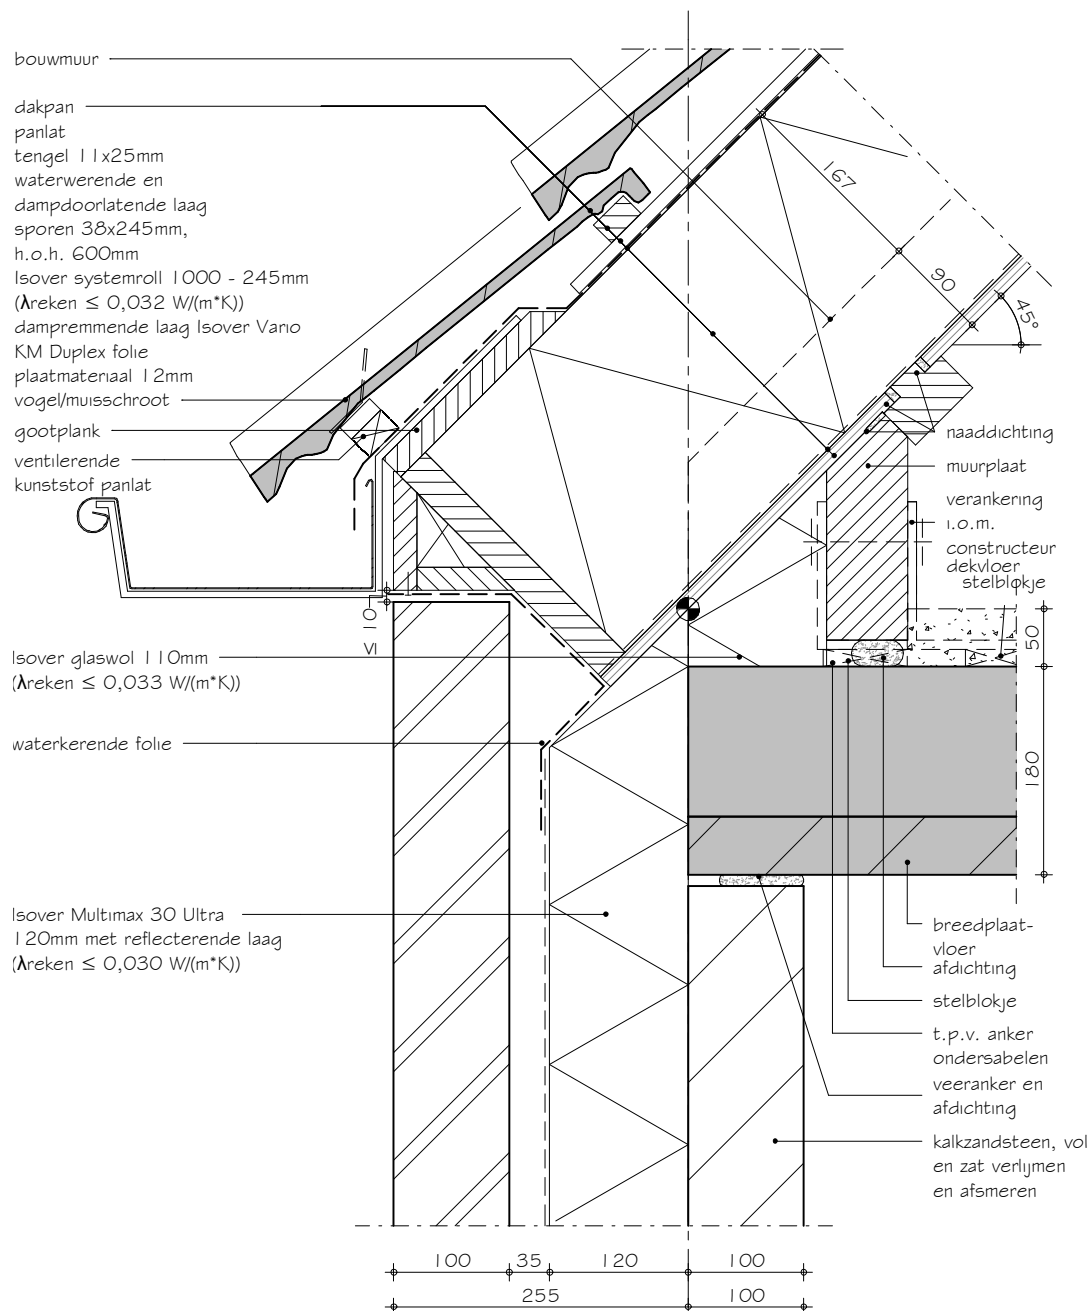 bouwmuur
dakpan
panlat
tengel 11x25mm
waterwerende en
dampdoorlatende laag
sporen 38x245mm,
h.o.h. 600mm
Isover systemroll 1000 - 245mm
(λreken ≤ 0,032 W/(m*K))
dampremmende laag Isover Vario
KM Duplex folie
plaatmateriaal 12mm
vogel/muisschroot
gootplank
ventilerende
kunststof panlat
≤ 10
Isover glaswol 110mm
(λreken ≤ 0,033 W/(m*K))
waterkerende folie
Isover Multimax 30 Ultra
120mm met reflecterende laag
(λreken ≤ 0,030 W/(m*K))
167
90
45°
naaddichting
muurplaat
verankering
i.o.m.
constructeur
dekvloer
stelblokje
50
180
breedplaat-
vloer
afdichting
stelblokje
t.p.v. anker
ondersabelen
veeranker en
afdichting
kalkzandsteen, vol
en zat verlijmen
en afsmeren
100 35 120 100
255 100